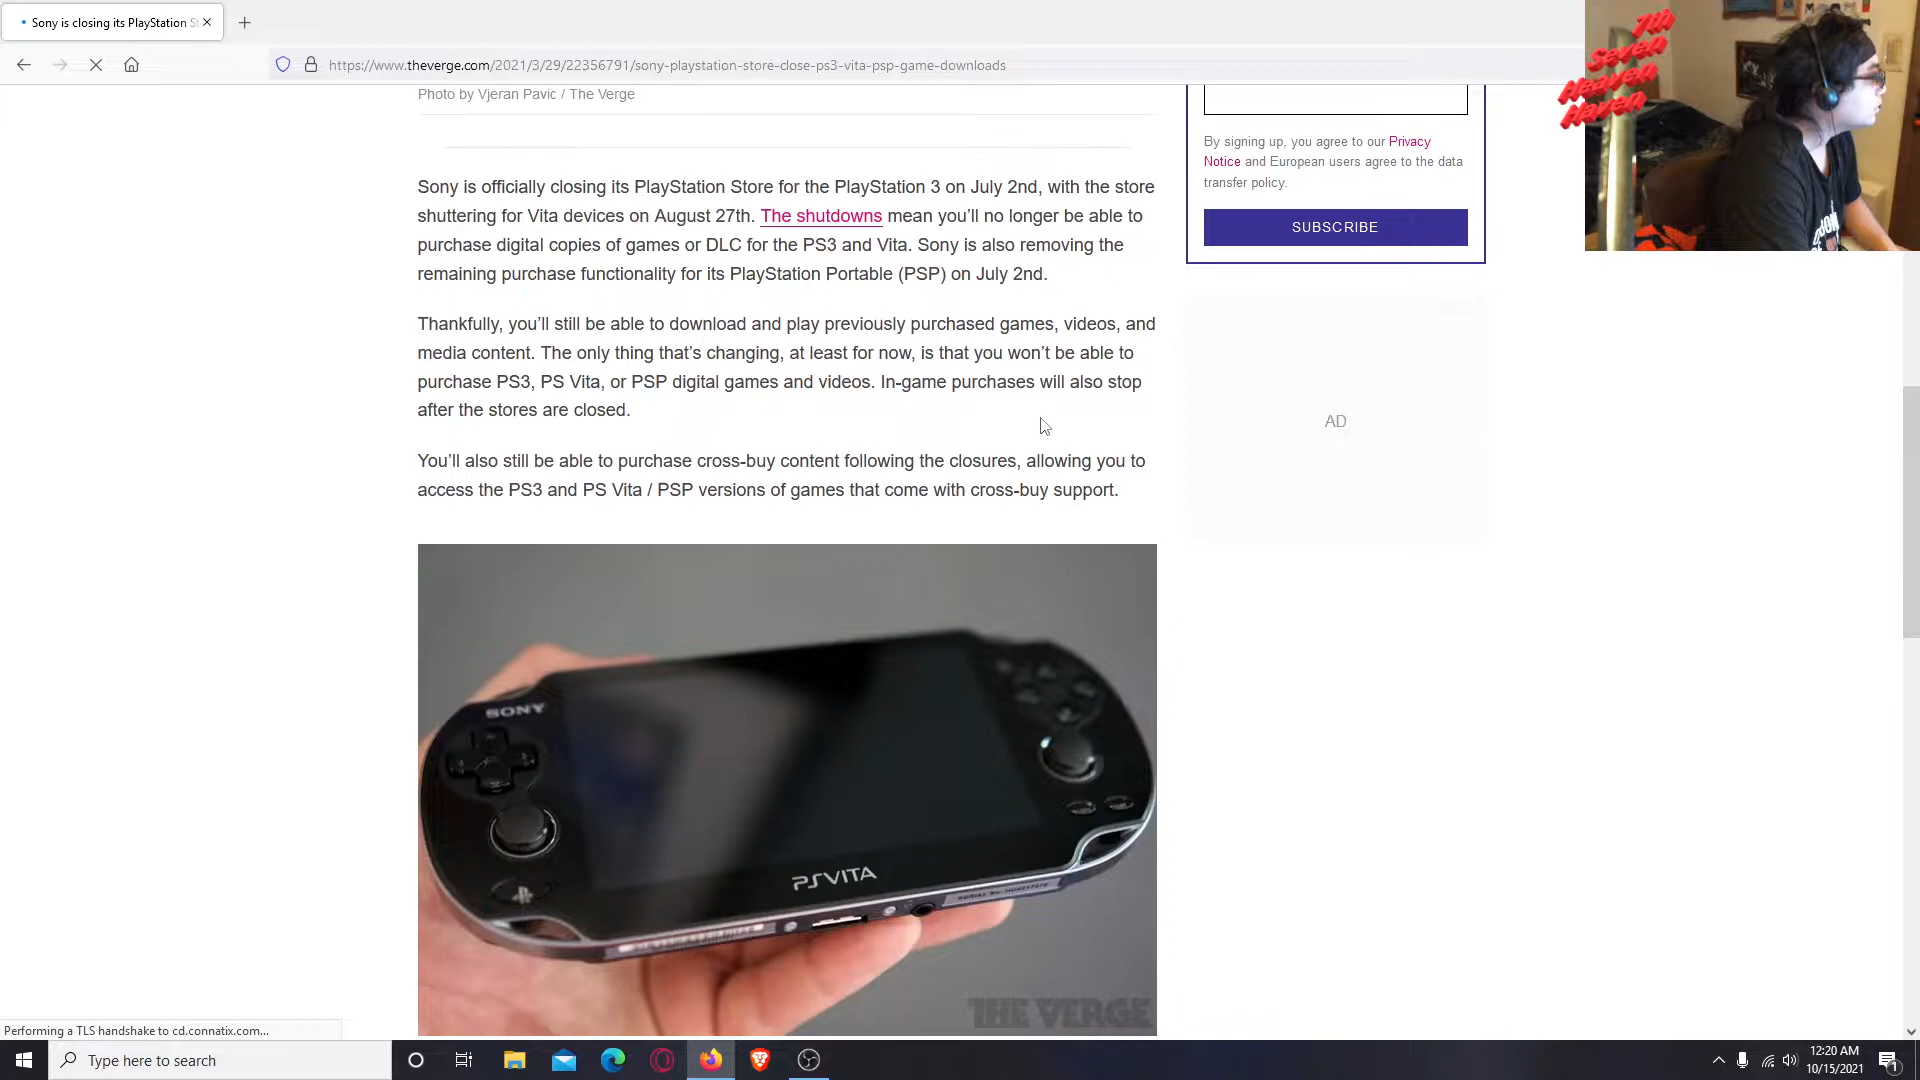 Sony is closing its PlayStation S
https://www.theverge.com/2021/3/29/22356791/sony-playstation-store-close-ps3-vita-psp-game-downloads
7th
Seven
Heaven
Haven
Photo by Vjeran Pavic / The Verge
Sony is officially closing its PlayStation Store for the PlayStation 3 on July 2nd, with the store
shuttering for Vita devices on August 27th. The shutdowns mean you'll no longer be able to
purchase digital copies of games or DLC for the PS3 and Vita. Sony is also removing the
remaining purchase functionality for its PlayStation Portable (PSP) on July 2nd.
Thankfully, you'll still be able to download and play previously purchased games, videos, and
media content. The only thing that's changing, at least for now, is that you won't be able to
purchase PS3, PS Vita, or PSP digital games and videos. In-game purchases will also stop
after the stores are closed.
You'll also still be able to purchase cross-buy content following the closures, allowing you to
access the PS3 and PS Vita / PSP versions of games that come with cross-buy support.
By signing up, you agree to our Privacy
Notice and European users agree to the data
transfer policy.
SUBSCRIBE
AD
SONY
PSVITA
THE VERGE
Performing a TLS handshake to cd.connatix.com...
Type here to search
12:20 AM
10/15/2021
1